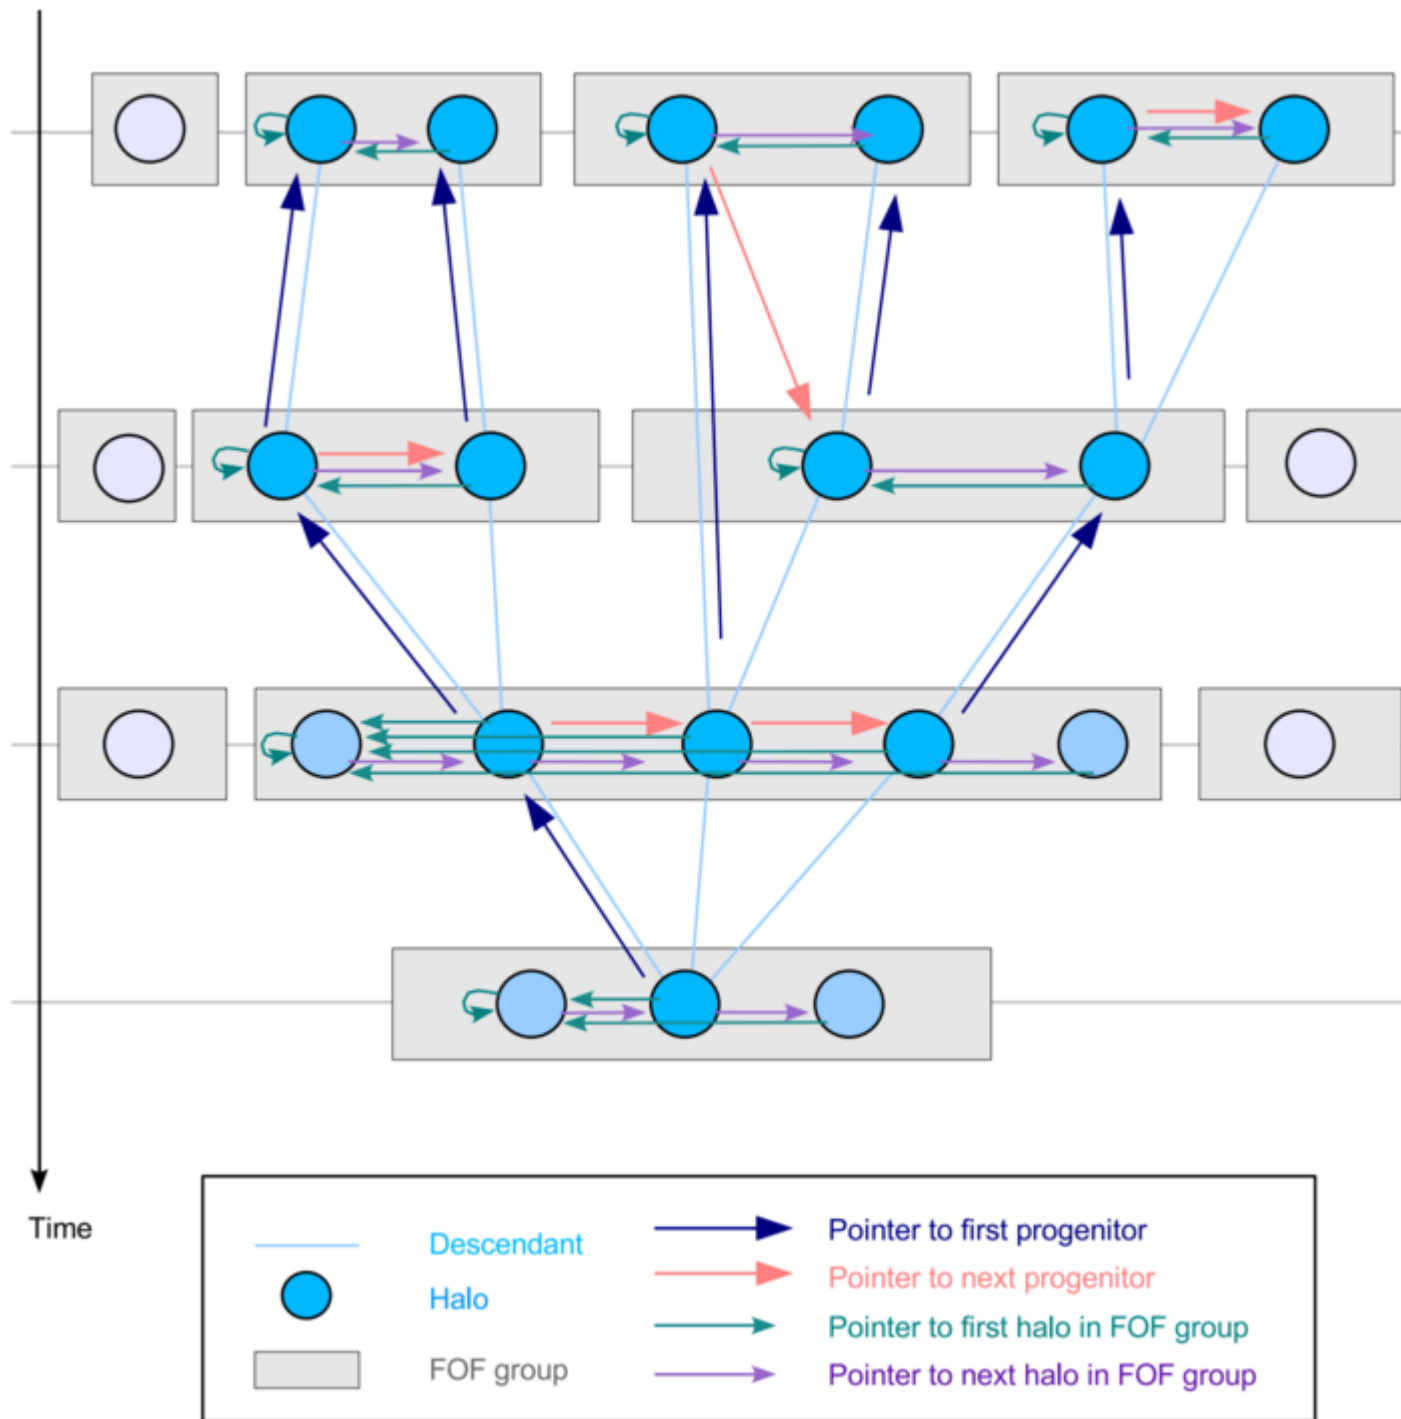 Time
Descendant
Halo
FOF group
Pointer to first progenitor
Pointer to next progenitor
Pointer to first halo in FOF group
Pointer to next halo in FOF group